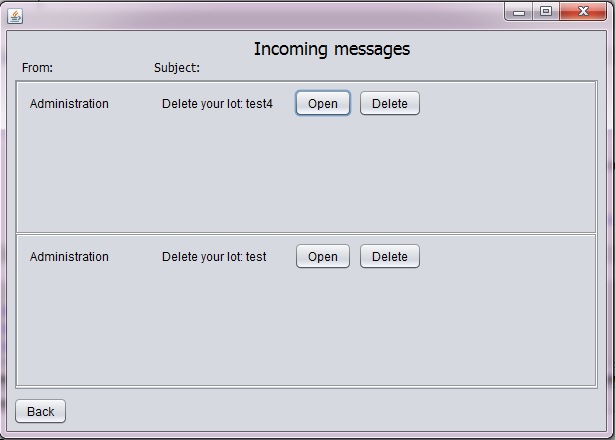 Incoming messages
From: Subject:
Administration Delete your lot: test4 Open Delete
Administration Delete your lot: test Open Delete
Back